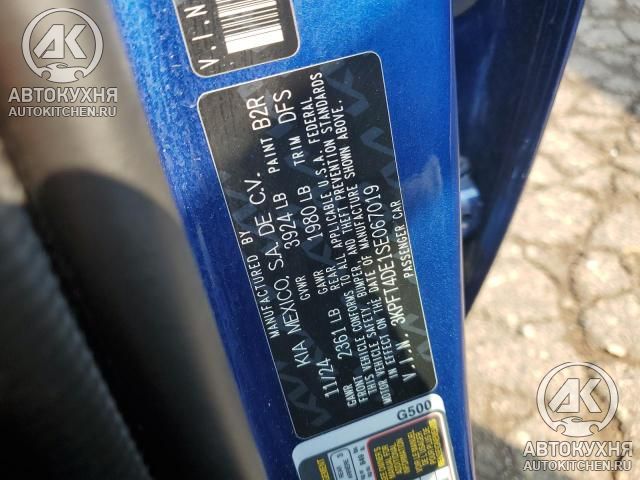 AK
АВТОКУХНЯ
AUTOKITCHEN.RU
V.I.N
MANUFACTURED BY
KIA MEXICO, S.A. DE C.V.
11/24 GVWR 3924 LB PAINT B2R
GAWR FRONT 2361 LB GAWR REAR 1980 LB TRIM DFS
THIS VEHICLE CONFORMS TO ALL APPLICABLE U.S.A. FEDERAL
MOTOR VEHICLE SAFETY, BUMPER, AND THEFT PREVENTION STANDARDS
IN EFFECT ON THE DATE OF MANUFACTURE SHOWN ABOVE.
V.I.N. 3KPFT4DE1SE067019
PASSENGER CAR
G500
AK
АВТОКУХНЯ
AUTOKITCHEN.RU